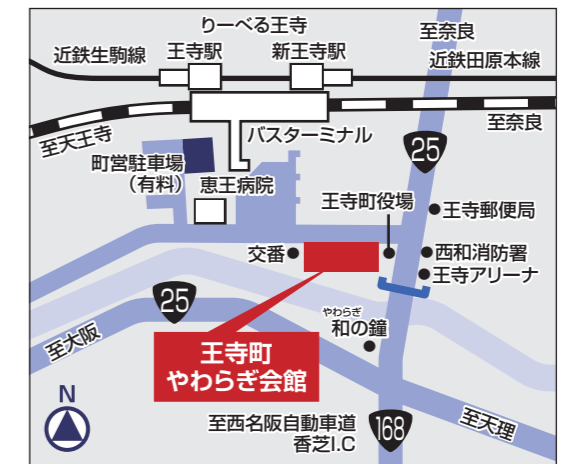 りーべる王寺
至奈良
近鉄生駒線
王寺駅
新王寺駅
近鉄田原本線
至天王寺
バスターミナル
至奈良
25
町営駐車場
(有料)
恵王病院
王寺町役場
王寺郵便局
交番
西和消防署
王寺アリーナ
25
やわらぎ
和の鐘
至大阪
王寺町
やわらぎ会館
N
至西名阪自動車道
香芝I.C
168
至天理